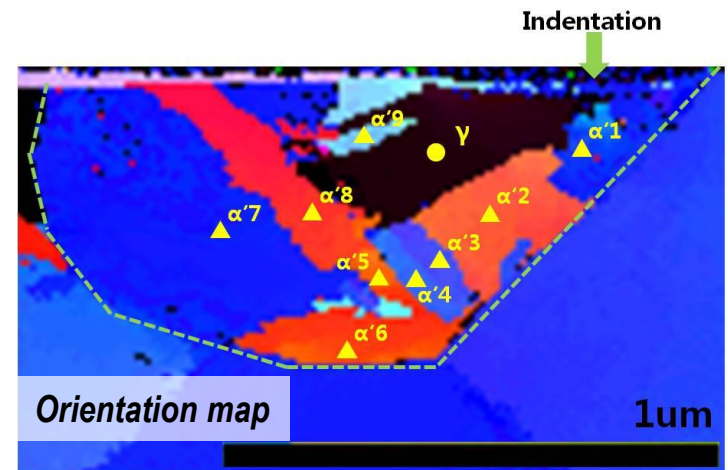 Indentation
α′9
γ
α′1
α′8
α′2
α′7
α′3
α′5
α′4
α′6
Orientation map
1um